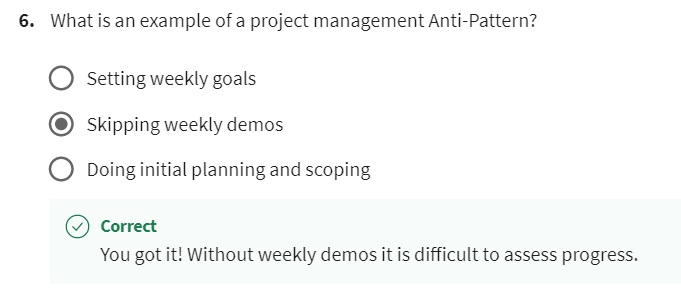 6. What is an example of a project management Anti-Pattern?
Setting weekly goals
Skipping weekly demos
Doing initial planning and scoping
Correct
You got it! Without weekly demos it is difficult to assess progress.